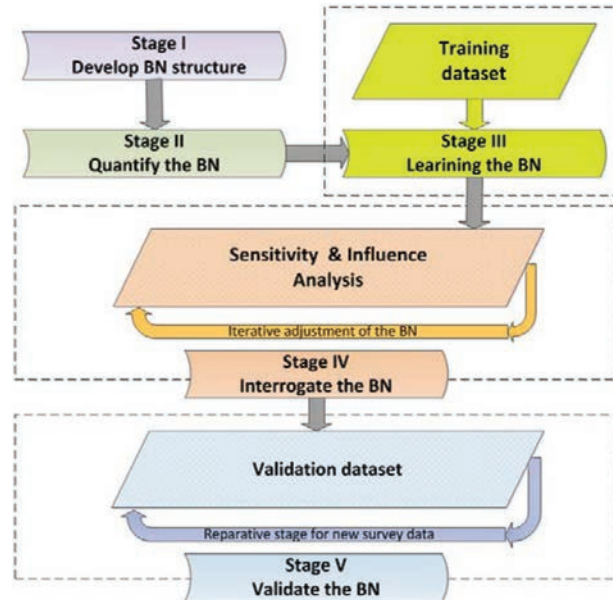 Stage I
Develop BN structure
Training
dataset
Stage II
Quantify the BN
Stage III
Learining the BN
Sensitivity & Influence
Analysis
Iterative adjustment of the BN
Stage IV
Interrogate the BN
Validation dataset
Reparative stage for new survey data
Stage V
Validate the BN